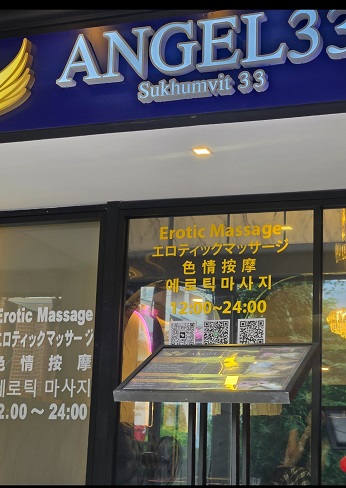 ANGEL33
Sukhumvit 33
Erotic Massage
エロティックマッサージ
色情按摩
에로틱 마사지
12:00~24:00
Erotic Massage
エロティックマッサージ
色情按摩
에로틱 마사지
12.00 ~ 24:00